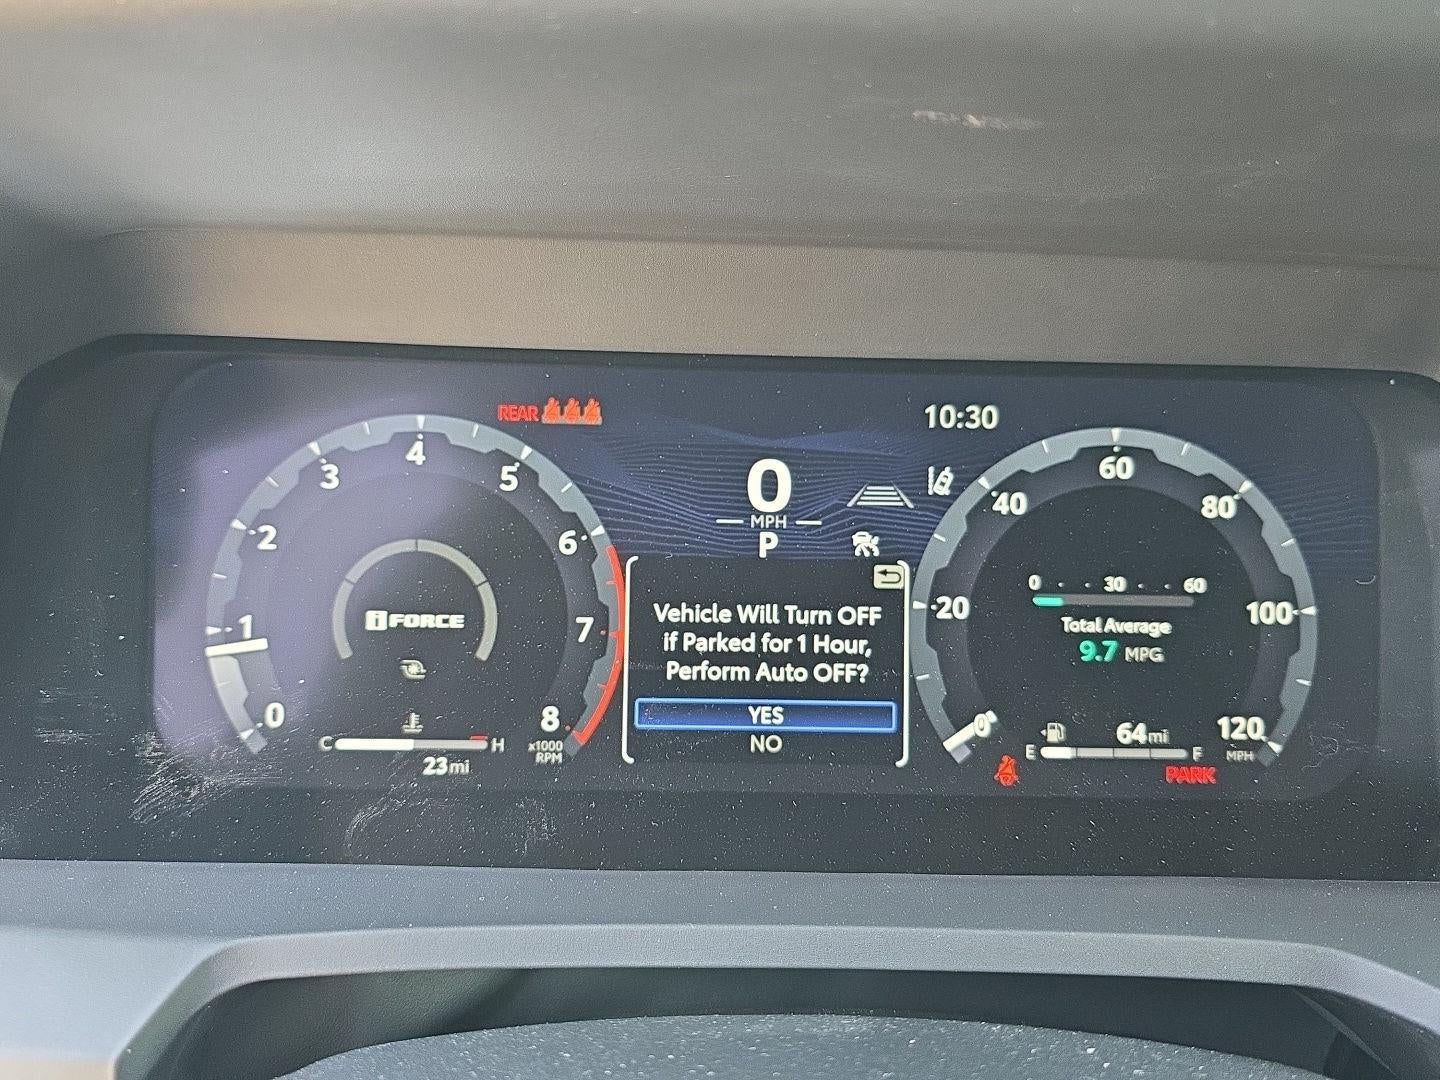 REAR
10:30
0
MPH
P
0
1
2
3
4
5
6
7
8
x1000
RPM
iFORCE
C
H
23mi
Vehicle Will Turn OFF
if Parked for 1 Hour,
Perform Auto OFF?
YES
NO
0
20
40
60
80
100
120
MPH
0 30 60
Total Average
9.7 MPG
64mi
E
F
PARK